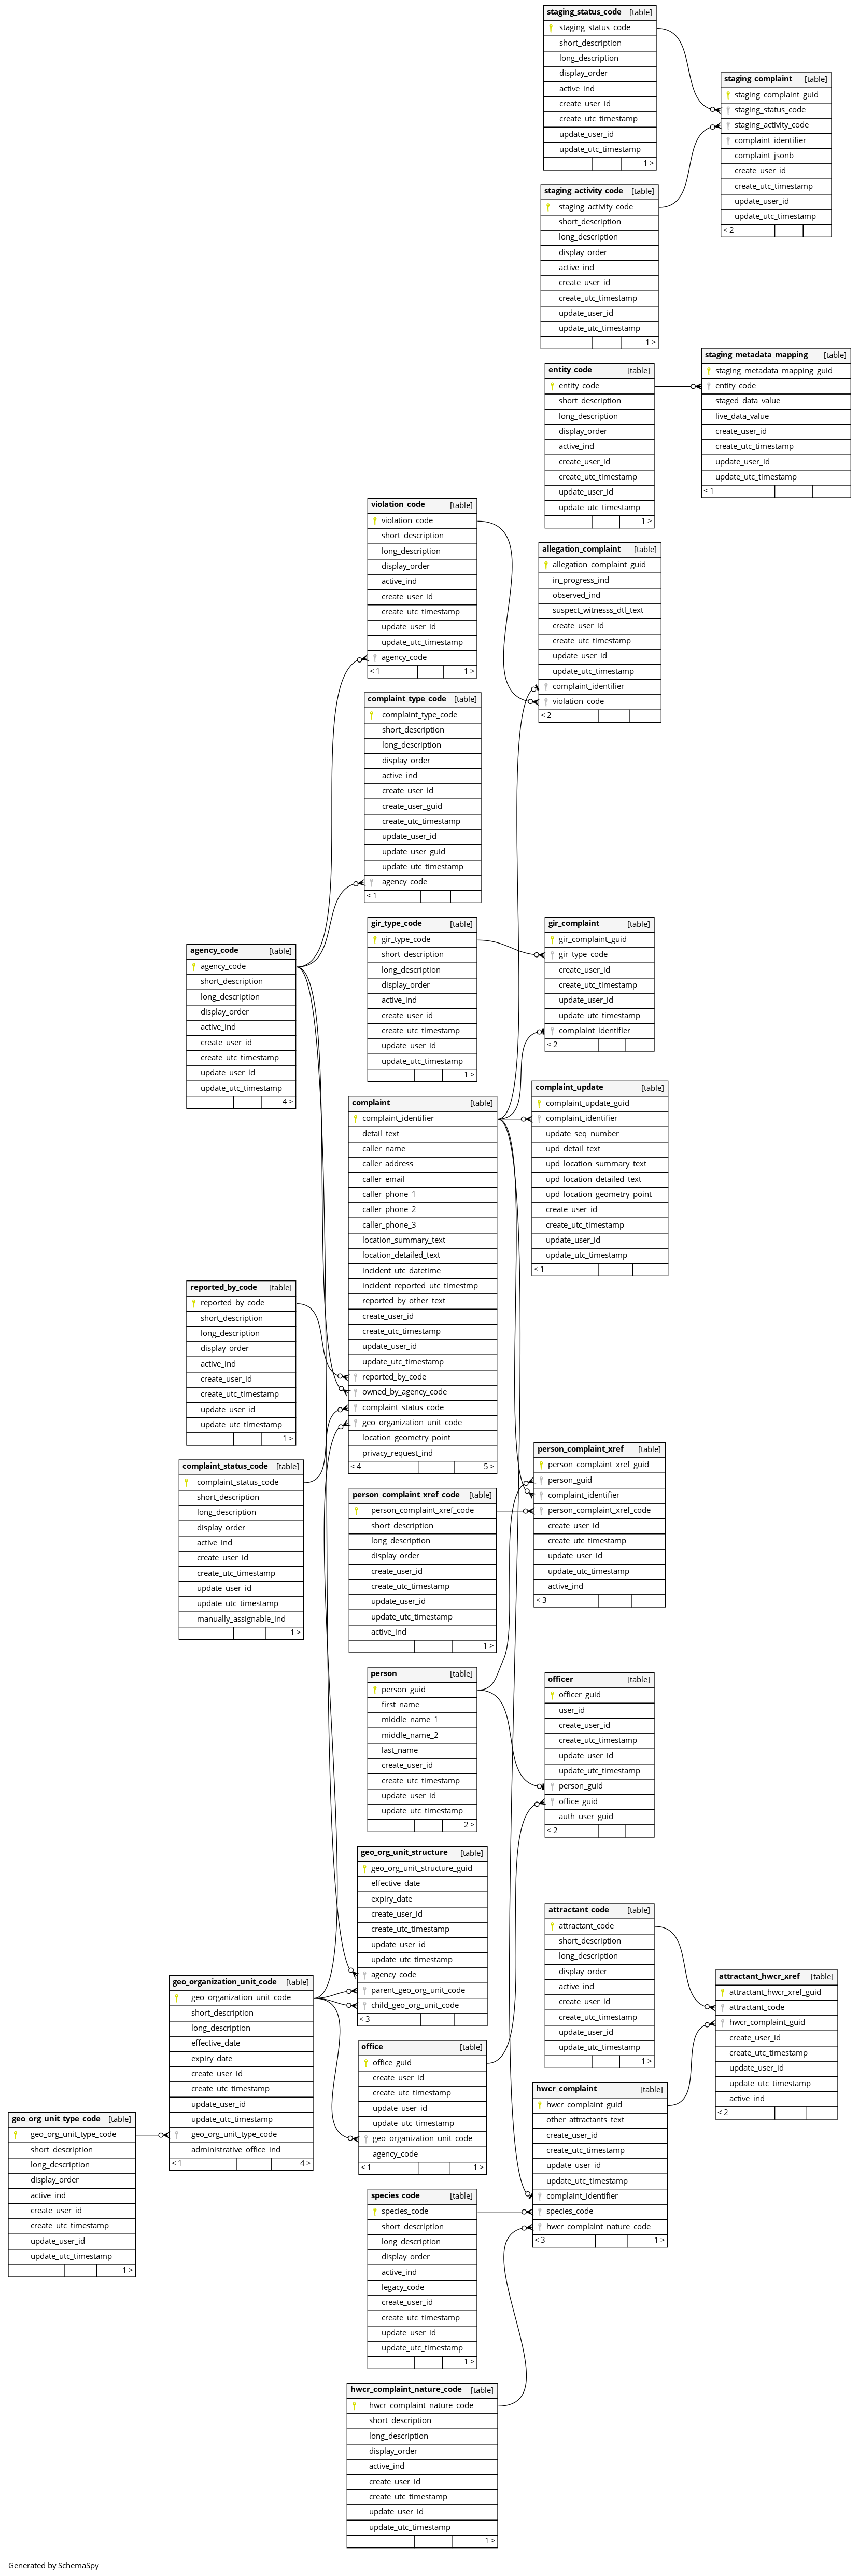 staging_status_code [table]
staging_status_code
short_description
long_description
display_order
active_ind
create_user_id
create_utc_timestamp
update_user_id
update_utc_timestamp
1 >
staging_complaint [table]
staging_complaint_guid
staging_status_code
staging_activity_code
complaint_identifier
complaint_jsonb
create_user_id
create_utc_timestamp
update_user_id
update_utc_timestamp
< 2
staging_activity_code [table]
staging_activity_code
short_description
long_description
display_order
active_ind
create_user_id
create_utc_timestamp
update_user_id
update_utc_timestamp
1 >
staging_metadata_mapping [table]
staging_metadata_mapping_guid
entity_code
staged_data_value
live_data_value
create_user_id
create_utc_timestamp
update_user_id
update_utc_timestamp
< 1
entity_code [table]
entity_code
short_description
long_description
display_order
active_ind
create_user_id
create_utc_timestamp
update_user_id
update_utc_timestamp
1 >
violation_code [table]
violation_code
short_description
long_description
display_order
active_ind
create_user_id
create_utc_timestamp
update_user_id
update_utc_timestamp
agency_code
< 1 1 >
allegation_complaint [table]
allegation_complaint_guid
in_progress_ind
observed_ind
suspect_witnesss_dtl_text
create_user_id
create_utc_timestamp
update_user_id
update_utc_timestamp
complaint_identifier
violation_code
< 2
complaint_type_code [table]
complaint_type_code
short_description
long_description
display_order
active_ind
create_user_id
create_user_guid
create_utc_timestamp
update_user_id
update_user_guid
update_utc_timestamp
agency_code
< 1
agency_code [table]
agency_code
short_description
long_description
display_order
active_ind
create_user_id
create_utc_timestamp
update_user_id
update_utc_timestamp
4 >
gir_type_code [table]
gir_type_code
short_description
long_description
display_order
active_ind
create_user_id
create_utc_timestamp
update_user_id
update_utc_timestamp
1 >
gir_complaint [table]
gir_complaint_guid
gir_type_code
create_user_id
create_utc_timestamp
update_user_id
update_utc_timestamp
complaint_identifier
< 2
complaint [table]
complaint_identifier
detail_text
caller_name
caller_address
caller_email
caller_phone_1
caller_phone_2
caller_phone_3
location_summary_text
location_detailed_text
incident_utc_datetime
incident_reported_utc_timestmp
reported_by_other_text
create_user_id
create_utc_timestamp
update_user_id
update_utc_timestamp
reported_by_code
owned_by_agency_code
complaint_status_code
geo_organization_unit_code
location_geometry_point
privacy_request_ind
< 4 5 >
complaint_update [table]
complaint_update_guid
complaint_identifier
update_seq_number
upd_detail_text
upd_location_summary_text
upd_location_detailed_text
upd_location_geometry_point
create_user_id
create_utc_timestamp
update_user_id
update_utc_timestamp
< 1
reported_by_code [table]
reported_by_code
short_description
long_description
display_order
active_ind
create_user_id
create_utc_timestamp
update_user_id
update_utc_timestamp
1 >
complaint_status_code [table]
complaint_status_code
short_description
long_description
display_order
active_ind
create_user_id
create_utc_timestamp
update_user_id
update_utc_timestamp
manually_assignable_ind
1 >
person_complaint_xref [table]
person_complaint_xref_guid
person_guid
complaint_identifier
person_complaint_xref_code
create_user_id
create_utc_timestamp
update_user_id
update_utc_timestamp
active_ind
< 3
person_complaint_xref_code [table]
person_complaint_xref_code
short_description
long_description
display_order
create_user_id
create_utc_timestamp
update_user_id
update_utc_timestamp
active_ind
1 >
person [table]
person_guid
first_name
middle_name_1
middle_name_2
last_name
create_user_id
create_utc_timestamp
update_user_id
update_utc_timestamp
2 >
officer [table]
officer_guid
user_id
create_user_id
create_utc_timestamp
update_user_id
update_utc_timestamp
person_guid
office_guid
auth_user_guid
< 2
geo_org_unit_structure [table]
geo_org_unit_structure_guid
effective_date
expiry_date
create_user_id
create_utc_timestamp
update_user_id
update_utc_timestamp
agency_code
parent_geo_org_unit_code
child_geo_org_unit_code
< 3
attractant_code [table]
attractant_code
short_description
long_description
display_order
active_ind
create_user_id
create_utc_timestamp
update_user_id
update_utc_timestamp
1 >
attractant_hwcr_xref [table]
attractant_hwcr_xref_guid
attractant_code
hwcr_complaint_guid
create_user_id
create_utc_timestamp
update_user_id
update_utc_timestamp
active_ind
< 2
geo_organization_unit_code [table]
geo_organization_unit_code
short_description
long_description
effective_date
expiry_date
create_user_id
create_utc_timestamp
update_user_id
update_utc_timestamp
geo_org_unit_type_code
administrative_office_ind
< 1 4 >
office [table]
office_guid
create_user_id
create_utc_timestamp
update_user_id
update_utc_timestamp
geo_organization_unit_code
agency_code
< 1 1 >
hwcr_complaint [table]
hwcr_complaint_guid
other_attractants_text
create_user_id
create_utc_timestamp
update_user_id
update_utc_timestamp
complaint_identifier
species_code
hwcr_complaint_nature_code
< 3 1 >
geo_org_unit_type_code [table]
geo_org_unit_type_code
short_description
long_description
display_order
active_ind
create_user_id
create_utc_timestamp
update_user_id
update_utc_timestamp
1 >
species_code [table]
species_code
short_description
long_description
display_order
active_ind
legacy_code
create_user_id
create_utc_timestamp
update_user_id
update_utc_timestamp
1 >
hwcr_complaint_nature_code [table]
hwcr_complaint_nature_code
short_description
long_description
display_order
active_ind
create_user_id
create_utc_timestamp
update_user_id
update_utc_timestamp
1 >
Generated by SchemaSpy